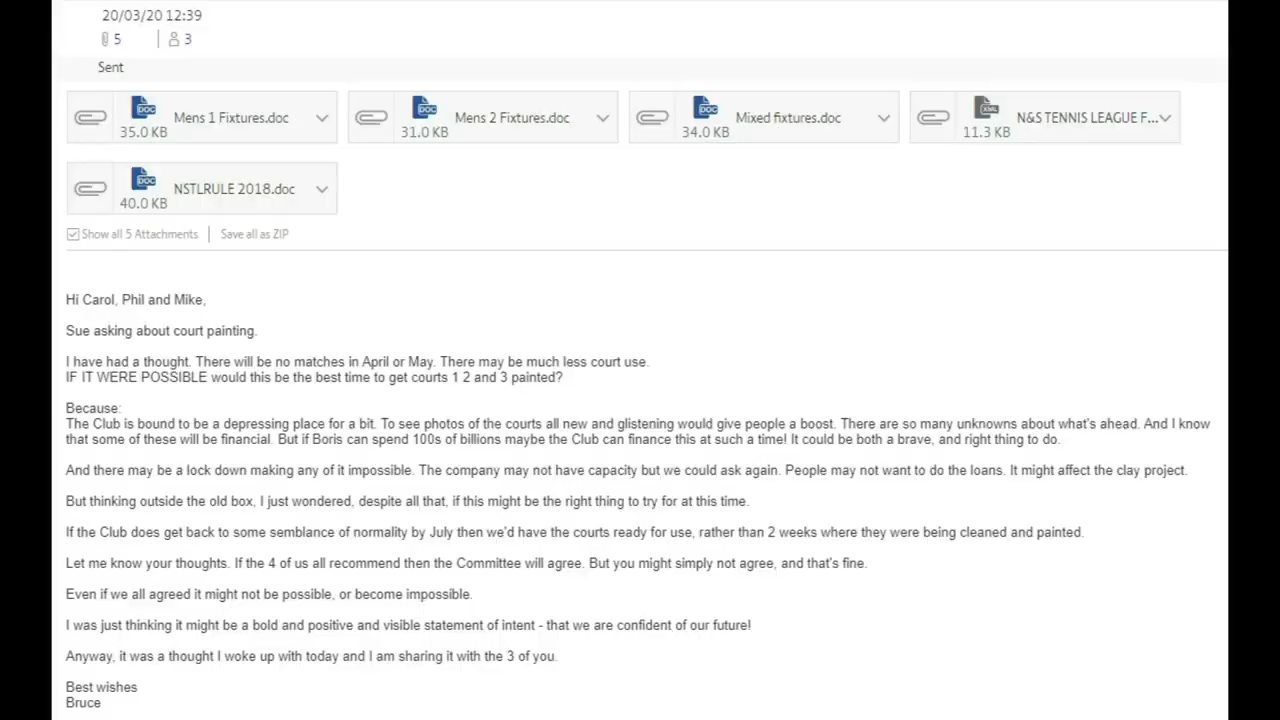 20/03/20 12:39
5 | 3
Sent
DOC Mens 1 Fixtures.doc
35.0 KB
DOC Mens 2 Fixtures.doc
31.0 KB
DOC Mixed fixtures.doc
34.0 KB
XML N&S TENNIS LEAGUE F...
11.3 KB
DOC NSTLRULE 2018.doc
40.0 KB
Show all 5 Attachments | Save all as ZIP
Hi Carol, Phil and Mike,
Sue asking about court painting.
I have had a thought. There will be no matches in April or May. There may be much less court use.
IF IT WERE POSSIBLE would this be the best time to get courts 1 2 and 3 painted?
Because:
The Club is bound to be a depressing place for a bit. To see photos of the courts all new and glistening would give people a boost. There are so many unknowns about what's ahead. And I know
that some of these will be financial. But if Boris can spend 100s of billions maybe the Club can finance this at such a time! It could be both a brave, and right thing to do.
And there may be a lock down making any of it impossible. The company may not have capacity but we could ask again. People may not want to do the loans. It might affect the clay project.
But thinking outside the old box, I just wondered, despite all that, if this might be the right thing to try for at this time.
If the Club does get back to some semblance of normality by July then we'd have the courts ready for use, rather than 2 weeks where they were being cleaned and painted.
Let me know your thoughts. If the 4 of us all recommend then the Committee will agree. But you might simply not agree, and that's fine.
Even if we all agreed it might not be possible, or become impossible.
I was just thinking it might be a bold and positive and visible statement of intent - that we are confident of our future!
Anyway, it was a thought I woke up with today and I am sharing it with the 3 of you.
Best wishes
Bruce